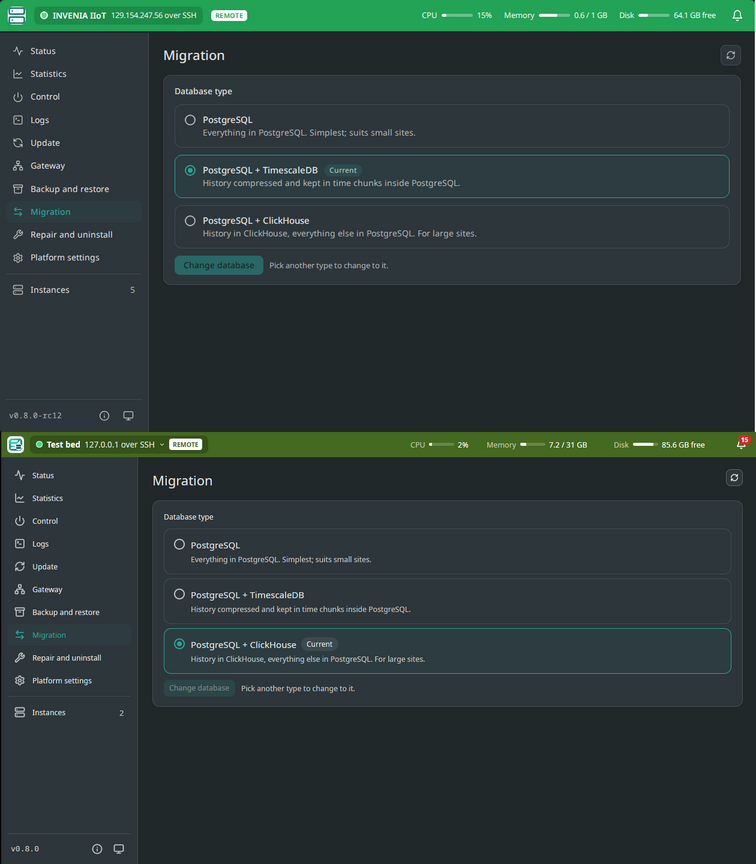 INVENIA IIoT 129.154.247.56 over SSH REMOTE CPU 15% Memory 0.6 / 1 GB Disk 64.1 GB free
Status
Statistics
Control
Logs
Update
Gateway
Backup and restore
Migration
Repair and uninstall
Platform settings
Instances 5
v0.8.0-rc12
Migration
Database type
PostgreSQL
Everything in PostgreSQL. Simplest; suits small sites.
PostgreSQL + TimescaleDB Current
History compressed and kept in time chunks inside PostgreSQL.
PostgreSQL + ClickHouse
History in ClickHouse, everything else in PostgreSQL. For large sites.
Change database Pick another type to change to it.
Test bed 127.0.0.1 over SSH REMOTE CPU 2% Memory 7.2 / 31 GB Disk 85.6 GB free 15
Status
Statistics
Control
Logs
Update
Gateway
Backup and restore
Migration
Repair and uninstall
Platform settings
Instances 2
v0.8.0
Migration
Database type
PostgreSQL
Everything in PostgreSQL. Simplest; suits small sites.
PostgreSQL + TimescaleDB
History compressed and kept in time chunks inside PostgreSQL.
PostgreSQL + ClickHouse Current
History in ClickHouse, everything else in PostgreSQL. For large sites.
Change database Pick another type to change to it.